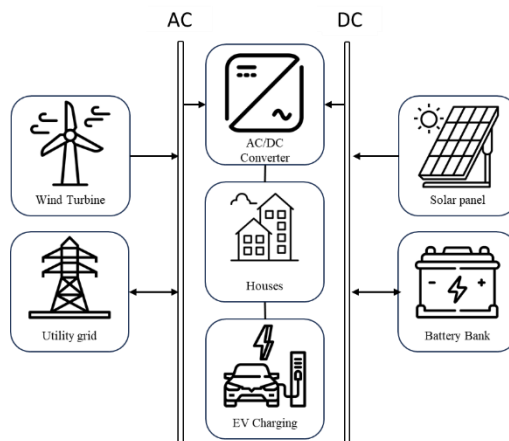 AC
DC
AC/DC
Converter
Wind Turbine
Solar panel
Houses
Utility grid
Battery Bank
EV Charging